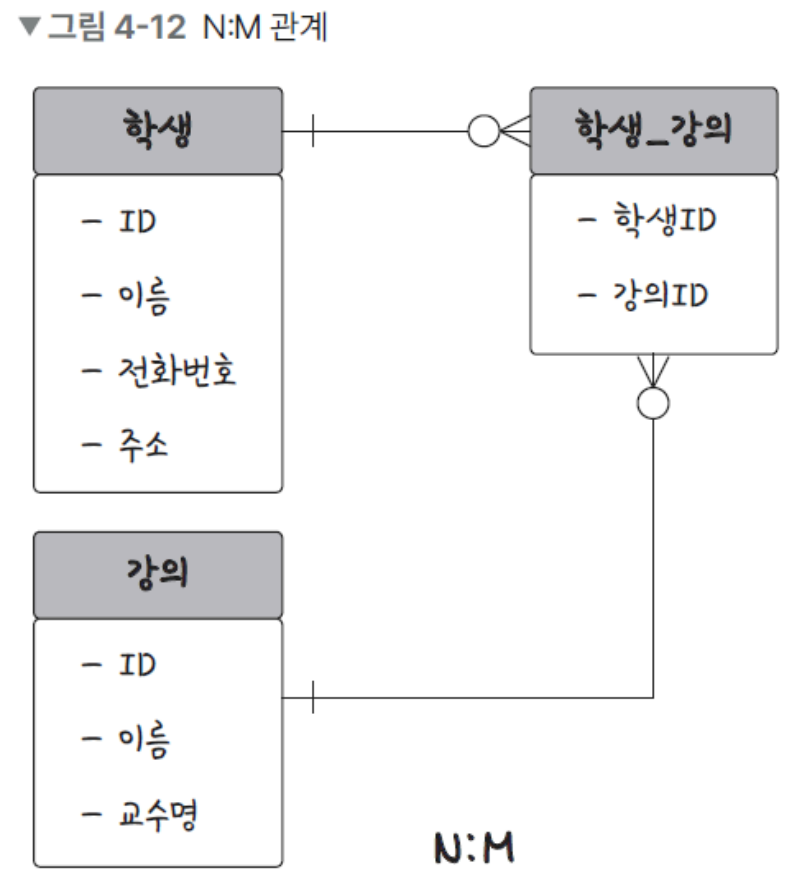 ▼그림 4-12 N:M 관계
학생
- ID
- 이름
- 전화번호
- 주소
학생_강의
- 학생ID
- 강의ID
강의
- ID
- 이름
- 교수명
N:M